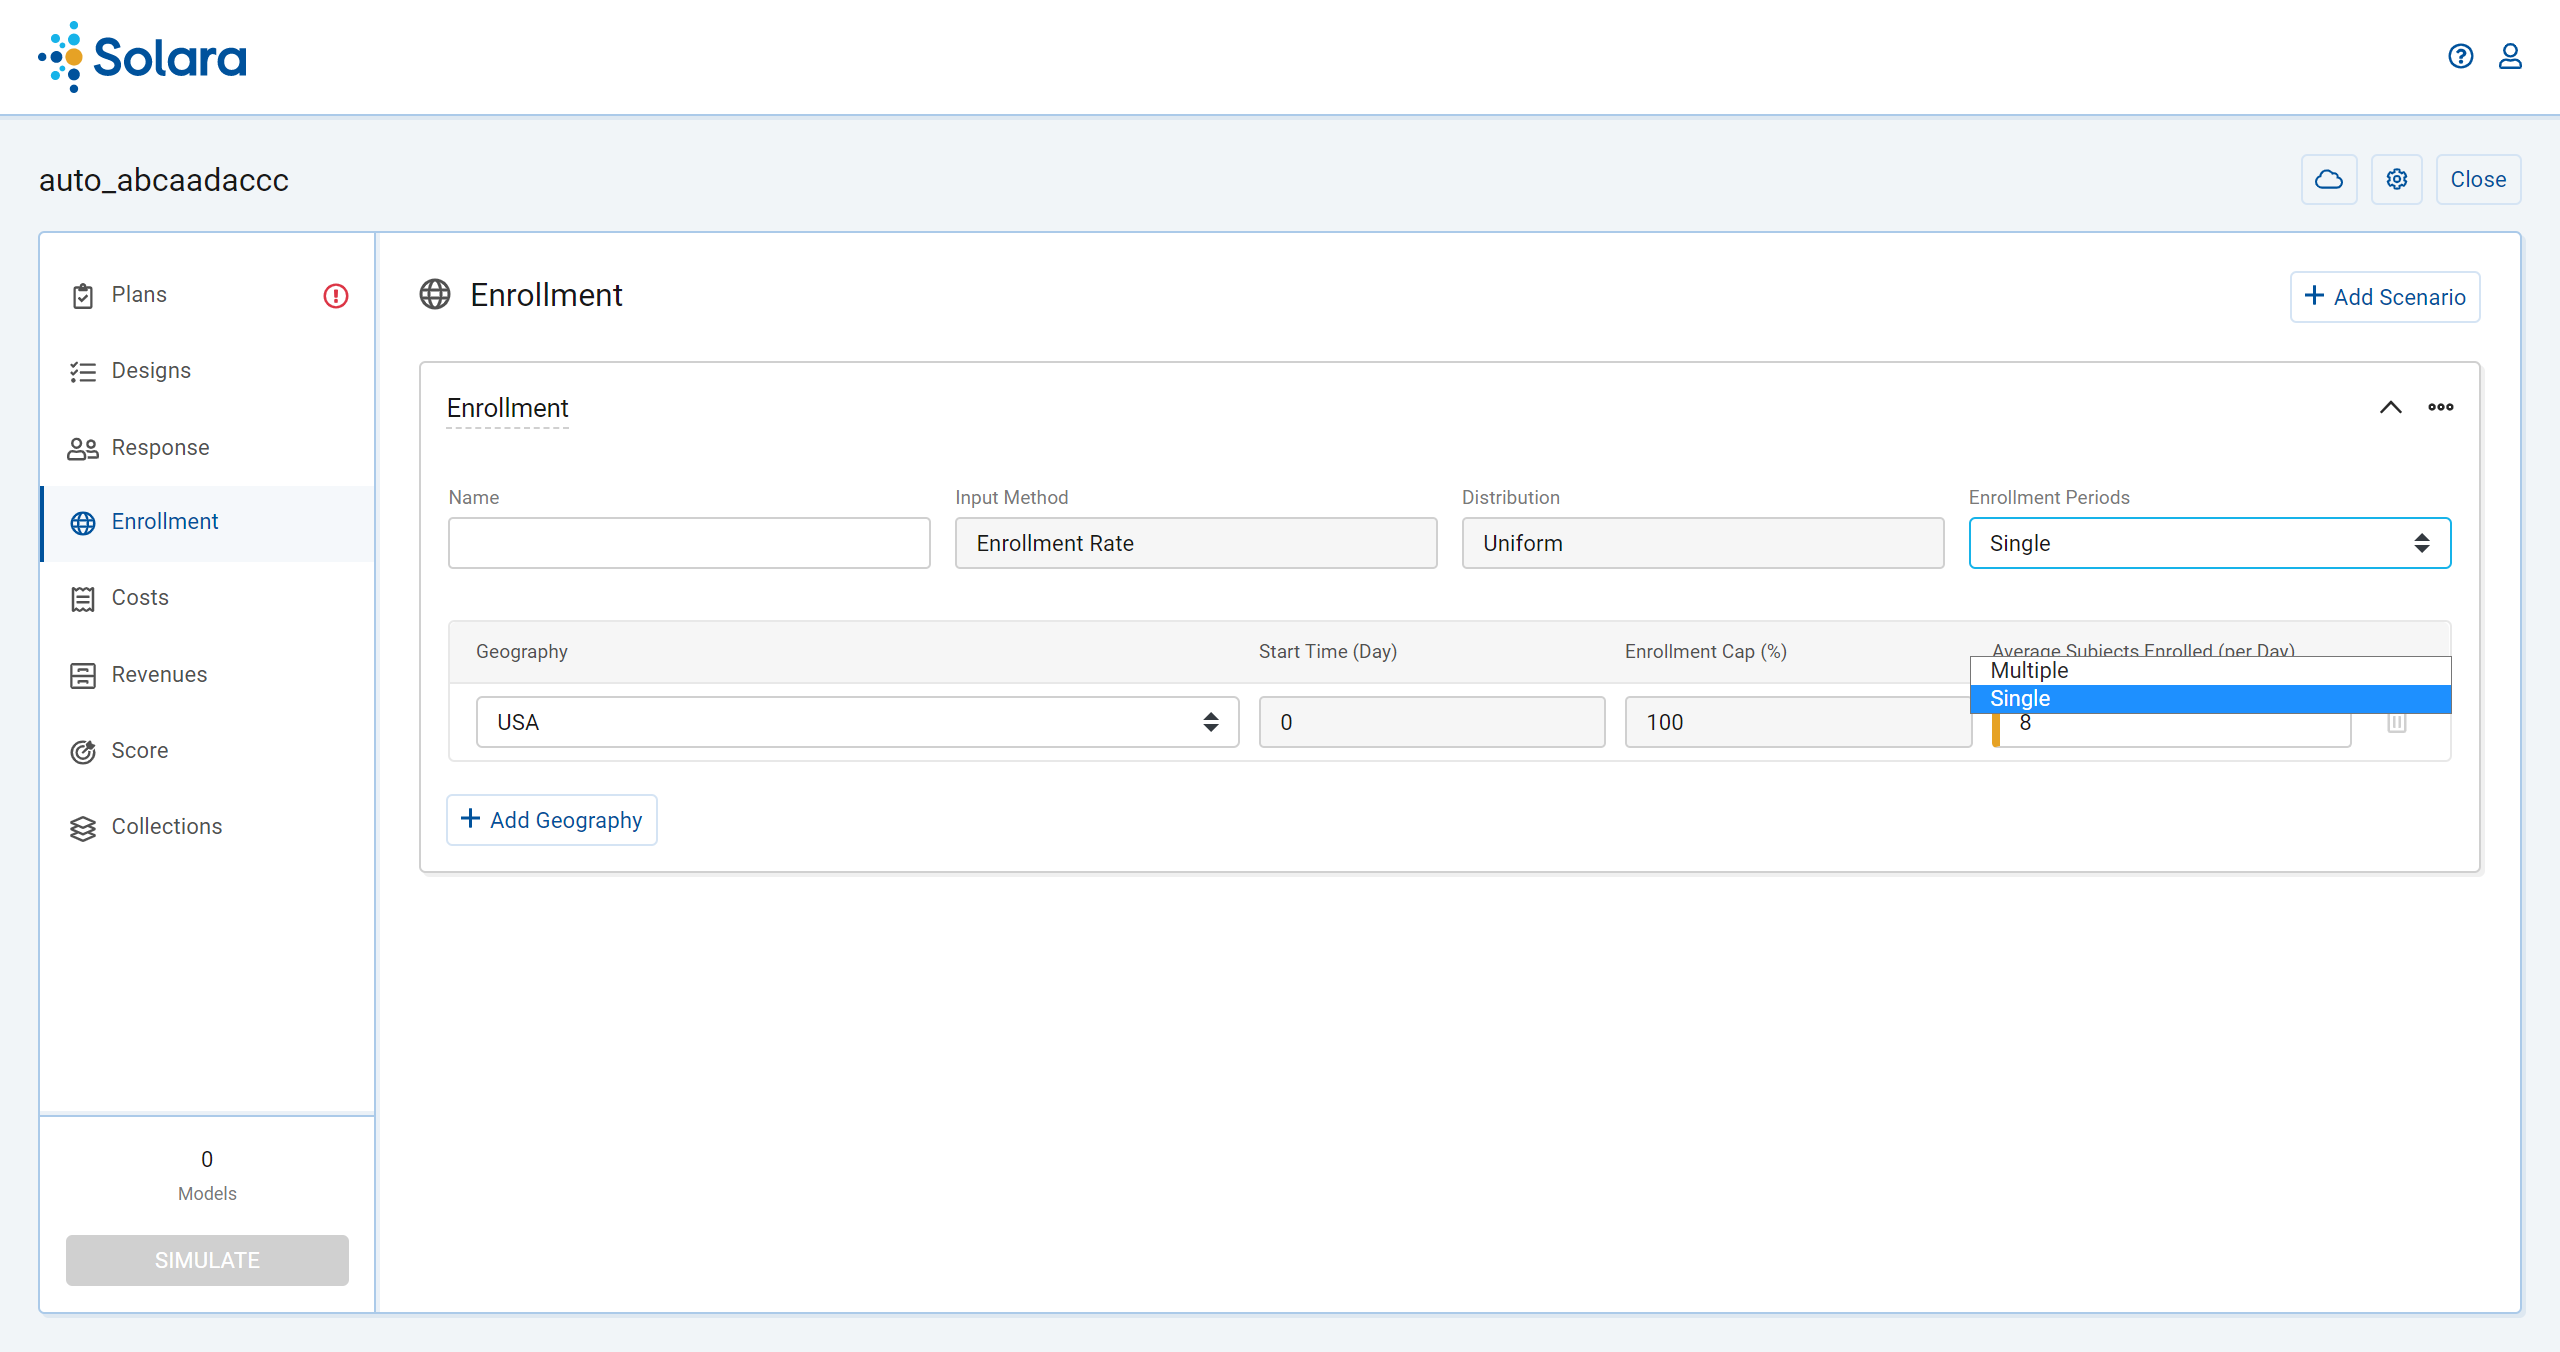 Solara
auto_abcaadaccc
Close
Plans
Designs
Response
Enrollment
Costs
Revenues
Score
Collections
0
Models
SIMULATE
Enrollment
Add Scenario
Enrollment
Name
Input Method
Distribution
Enrollment Periods
Enrollment Rate
Uniform
Single
Geography
Start Time (Day)
Enrollment Cap (%)
Average Subjects Enrolled (per Day)
Multiple
Single
USA
0
100
8
Add Geography